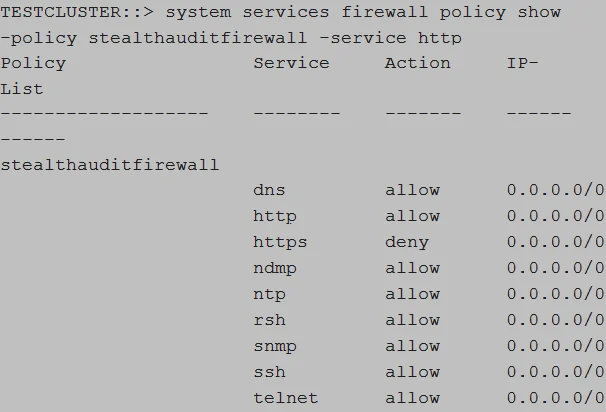 TESTCLUSTER::> system services firewall policy show
-policy stealthauditfirewall -service http
Policy Service Action IP-
List
------------------- -------- ------- ------
------
stealthauditfirewall
dns allow 0.0.0.0/0
http allow 0.0.0.0/0
https deny 0.0.0.0/0
ndmp allow 0.0.0.0/0
ntp allow 0.0.0.0/0
rsh allow 0.0.0.0/0
snmp allow 0.0.0.0/0
ssh allow 0.0.0.0/0
telnet allow 0.0.0.0/0